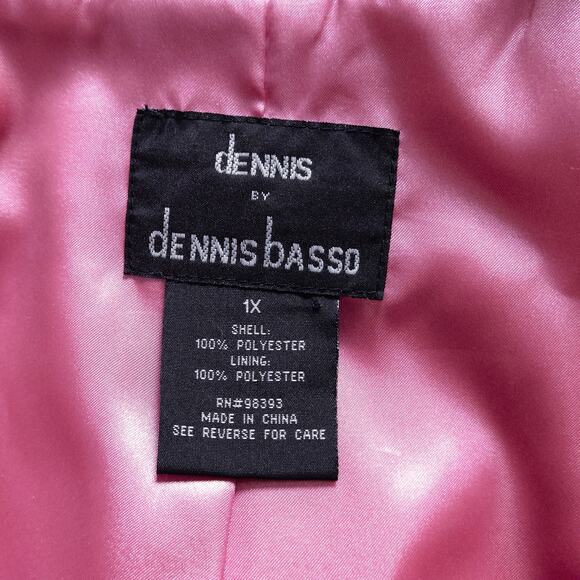 dENNIS
BY
dENNIS bASSO
1X
SHELL:
100% POLYESTER
LINING:
100% POLYESTER
RN#98393
MADE IN CHINA
SEE REVERSE FOR CARE